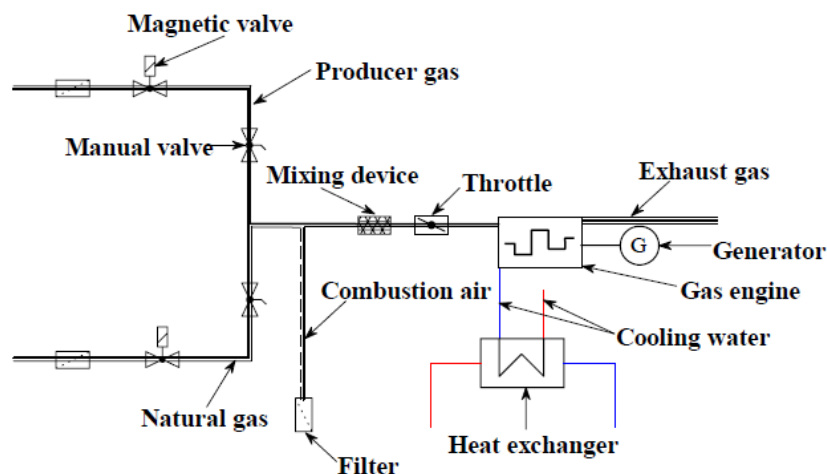 Magnetic valve
Producer gas
Manual valve
Mixing device
Throttle
Exhaust gas
G
Generator
Gas engine
Combustion air
Cooling water
Natural gas
Heat exchanger
Filter